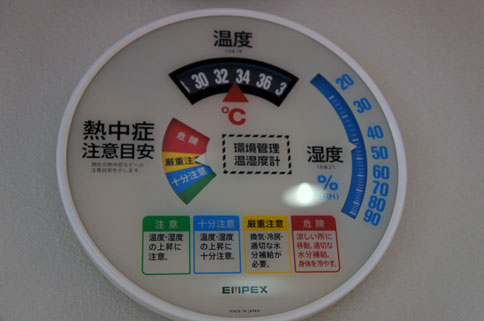 温度
30 32 34 36 3
℃
熱中症
注意目安
危険
厳重注
十分注意
環境管理
温湿度計
湿度
%
20
30
40
50
60
70
80
90
注意
温度・湿度
の上昇に
注意。
十分注意
温度・湿度
の上昇に
十分注意。
厳重注意
換気・冷房・
適切な水
分補給が
必要。
危険
涼しい所に
移動。適切な
水分補給。
身体を冷やす。
EMPEX
MADE IN JAPAN